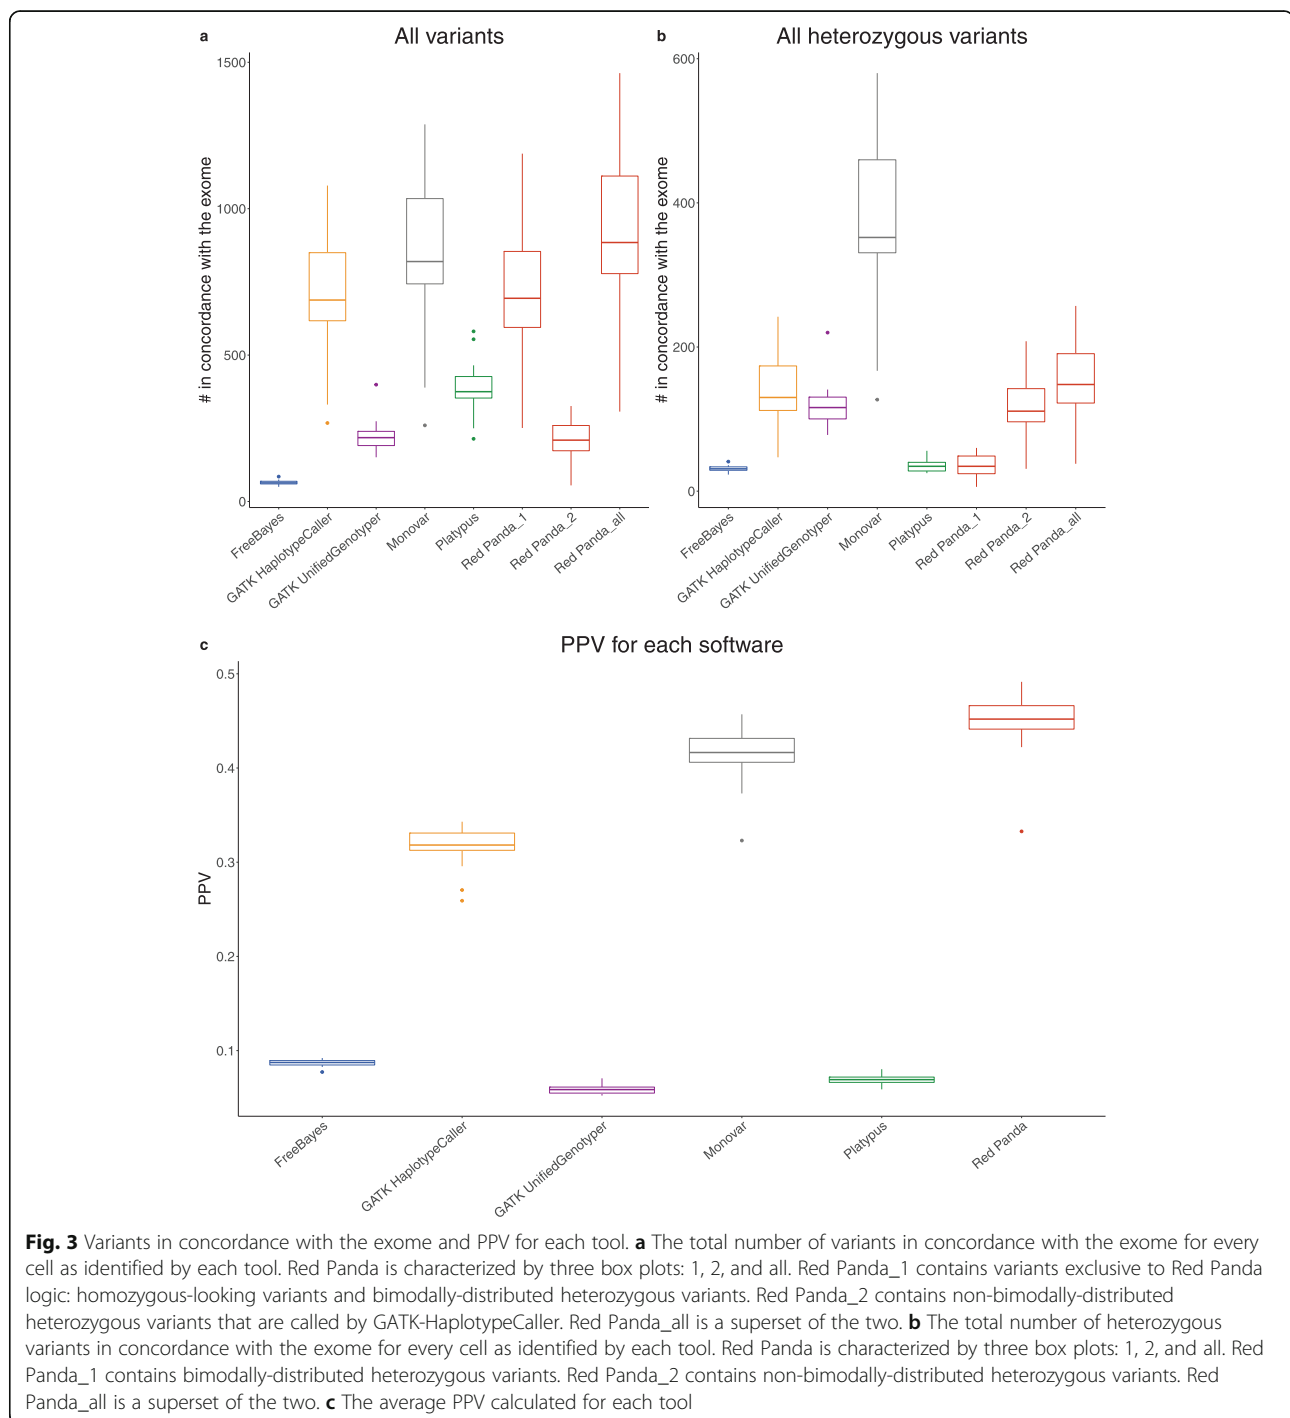 a
All variants
# in concordance with the exome
1500
1000
500
0
FreeBayes
GATK HaplotypeCaller
GATK UnifiedGenotyper
Monovar
Platypus
Red Panda_1
Red Panda_2
Red Panda_all
b
All heterozygous variants
# in concordance with the exome
600
400
200
0
FreeBayes
GATK HaplotypeCaller
GATK UnifiedGenotyper
Monovar
Platypus
Red Panda_1
Red Panda_2
Red Panda_all
c
PPV for each software
PPV
0.5
0.4
0.3
0.2
0.1
FreeBayes
GATK HaplotypeCaller
GATK UnifiedGenotyper
Monovar
Platypus
Red Panda
Fig. 3 Variants in concordance with the exome and PPV for each tool. a The total number of variants in concordance with the exome for every
cell as identified by each tool. Red Panda is characterized by three box plots: 1, 2, and all. Red Panda_1 contains variants exclusive to Red Panda
logic: homozygous-looking variants and bimodally-distributed heterozygous variants. Red Panda_2 contains non-bimodally-distributed
heterozygous variants that are called by GATK-HaplotypeCaller. Red Panda_all is a superset of the two. b The total number of heterozygous
variants in concordance with the exome for every cell as identified by each tool. Red Panda is characterized by three box plots: 1, 2, and all. Red
Panda_1 contains bimodally-distributed heterozygous variants. Red Panda_2 contains non-bimodally-distributed heterozygous variants. Red
Panda_all is a superset of the two. c The average PPV calculated for each tool